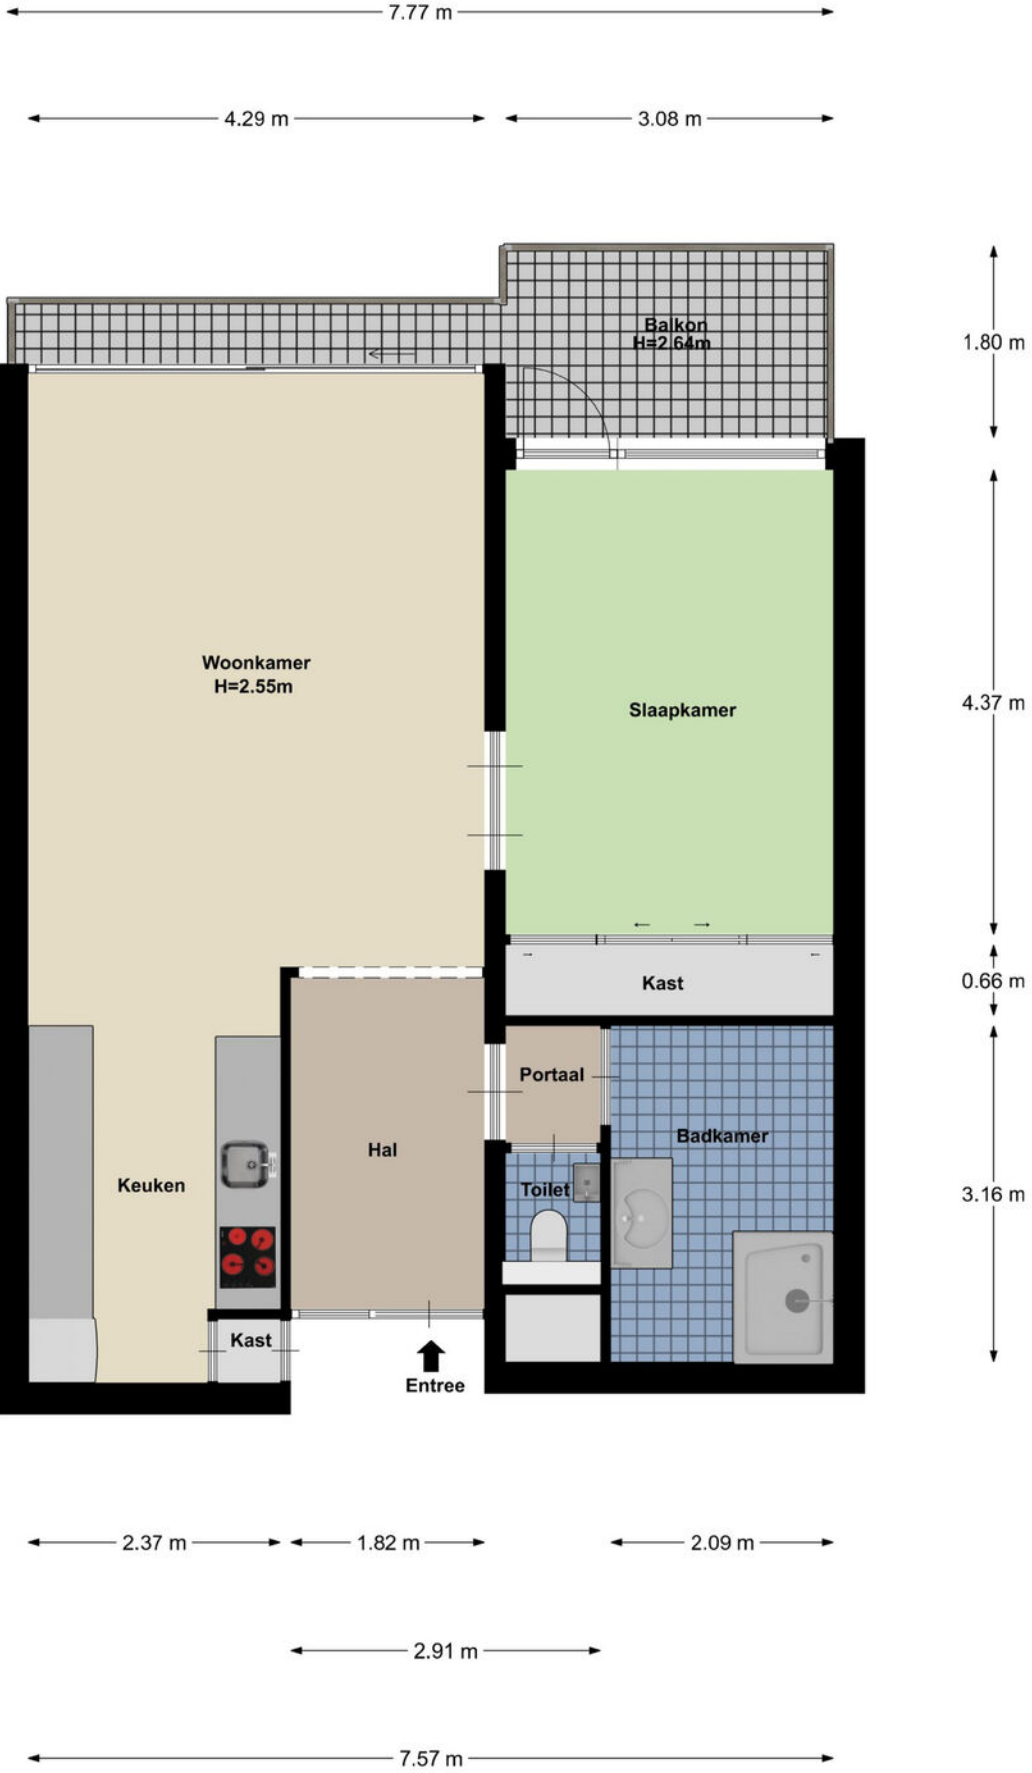 7.77 m
4.29 m
3.08 m
Balkon
H=2.64m
1.80 m
Woonkamer
H=2.55m
Slaapkamer
4.37 m
Kast
0.66 m
Portaal
Badkamer
Hal
Keuken
Toilet
3.16 m
Kast
Entree
2.37 m
1.82 m
2.09 m
2.91 m
7.57 m